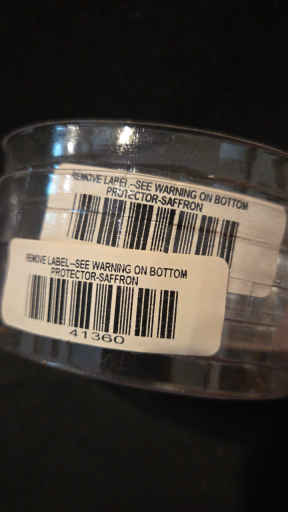 REMOVE LABEL--SEE WARNING ON BOTTOM
PROTECTOR-SAFFRON
REMOVE LABEL--SEE WARNING ON BOTTOM
PROTECTOR-SAFFRON
41360